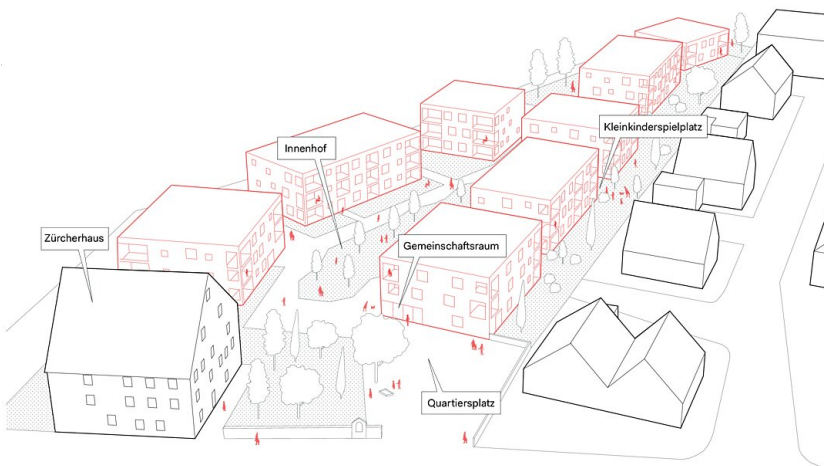 Innenhof
Kleinkinderspielplatz
Zürcherhaus
Gemeinschaftsraum
Quartiersplatz